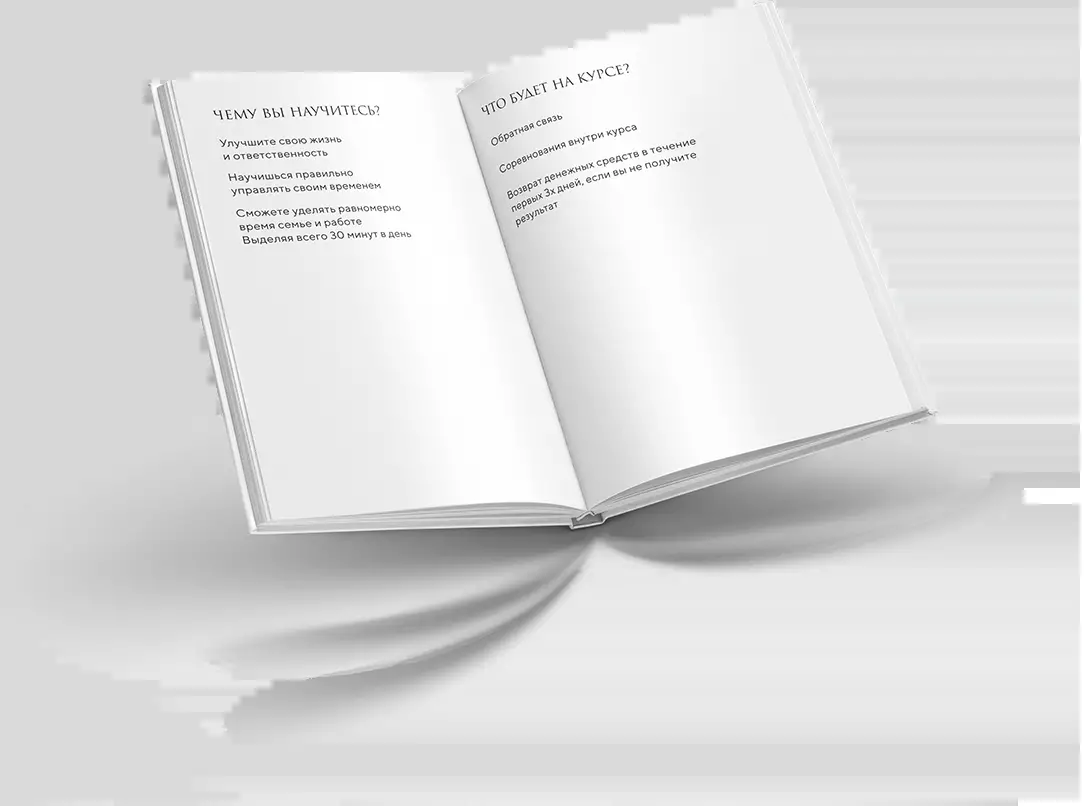 ЧЕМУ ВЫ НАУЧИТЕСЬ?
Улучшите свою жизнь
и ответственность
Научишься правильно
управлять своим временем
Сможете уделять равномерно
время семье и работе
Выделяя всего 30 минут в день
ЧТО БУДЕТ НА КУРСЕ?
Обратная связь
Соревнования внутри курса
Возврат денежных средств в течение
первых 3х дней, если вы не получите
результат